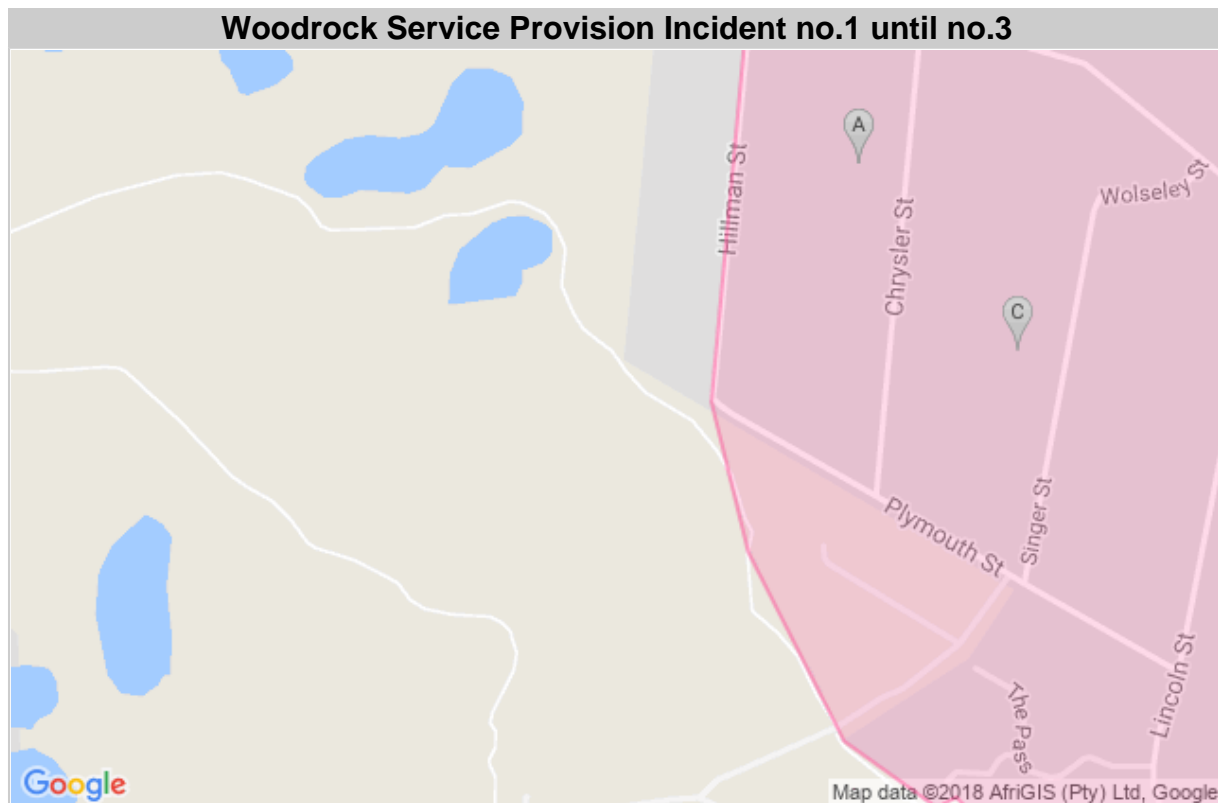 Woodrock Service Provision Incident no.1 until no.3
A
Hillman St
Wolseley St
Chrysler St
C
Plymouth St
Singer St
Lincoln St
The Pass
Google
Map data ©2018 AfriGIS (Pty) Ltd, Google